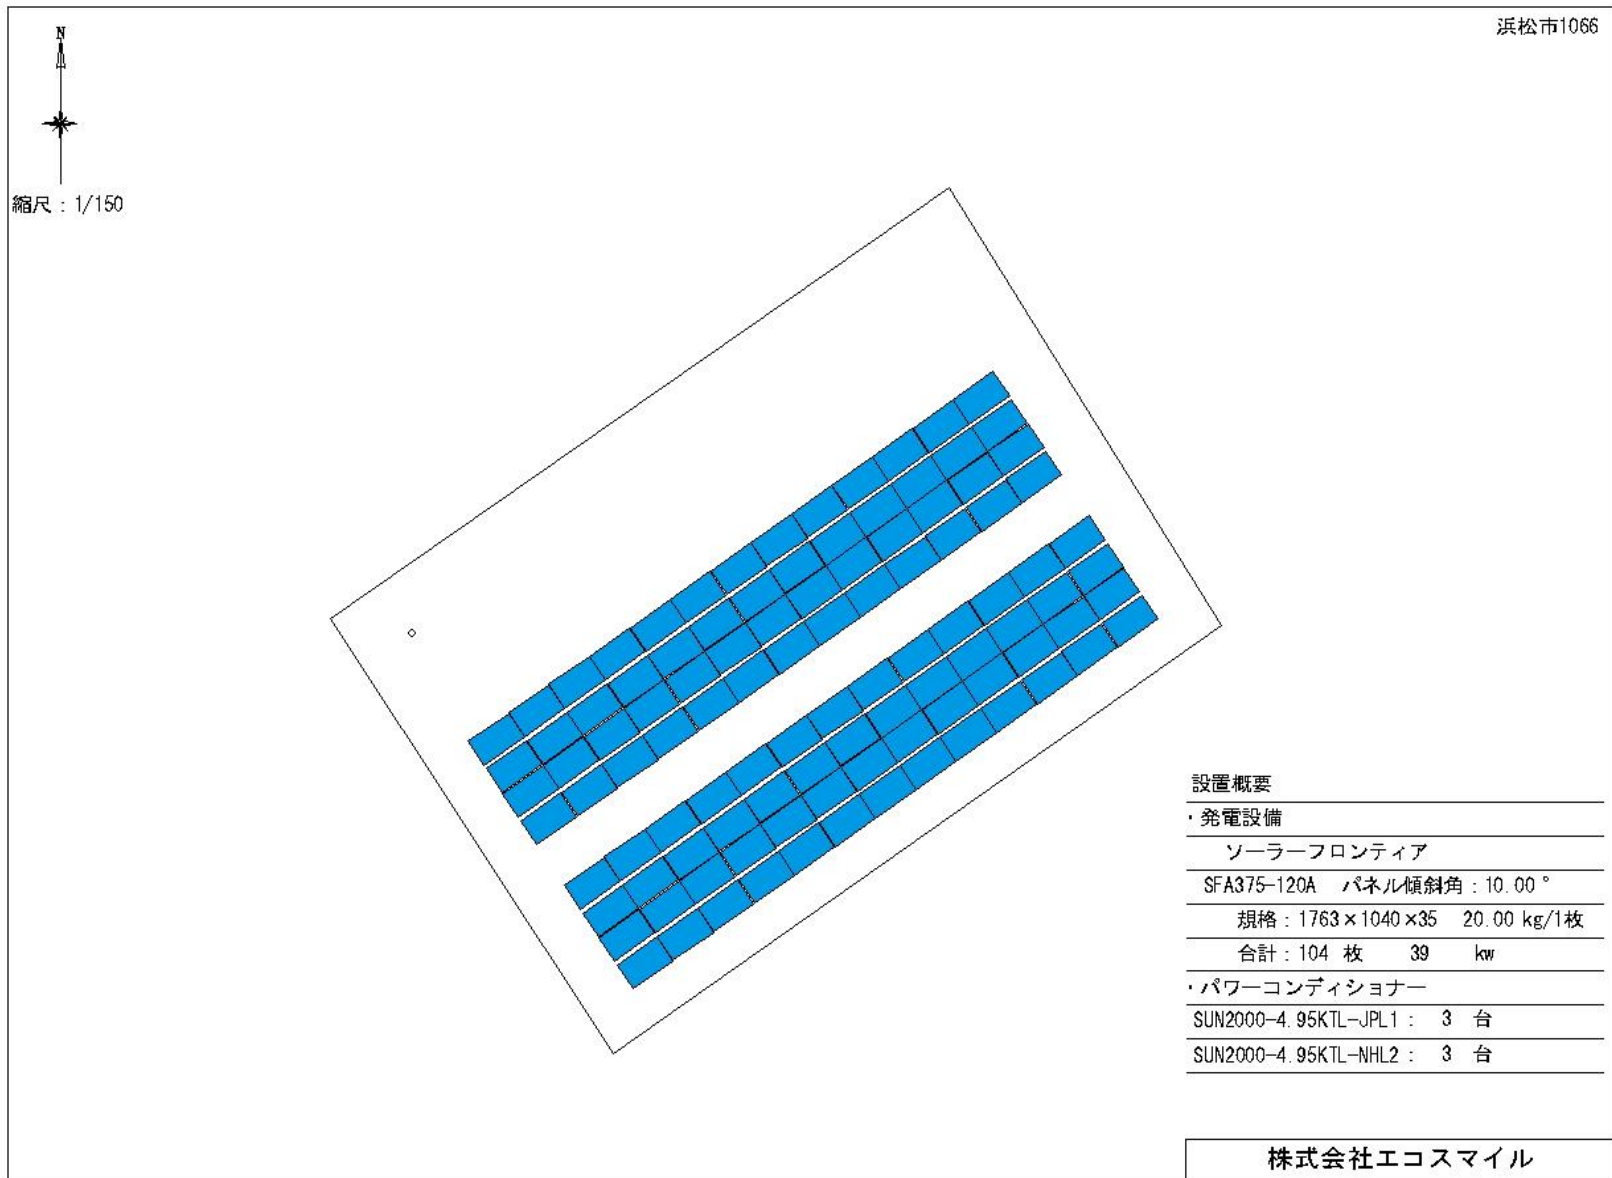 浜松市1066
N
縮尺：1/150
設置概要
・発電設備
ソーラーフロンティア
SFA375-120A パネル傾斜角：10.00°
規格：1763×1040×35 20.00 kg/1枚
合計：104 枚 39 kw
・パワーコンディショナー
SUN2000-4.95KTL-JPL1： 3 台
SUN2000-4.95KTL-NHL2： 3 台
株式会社エコスマイル